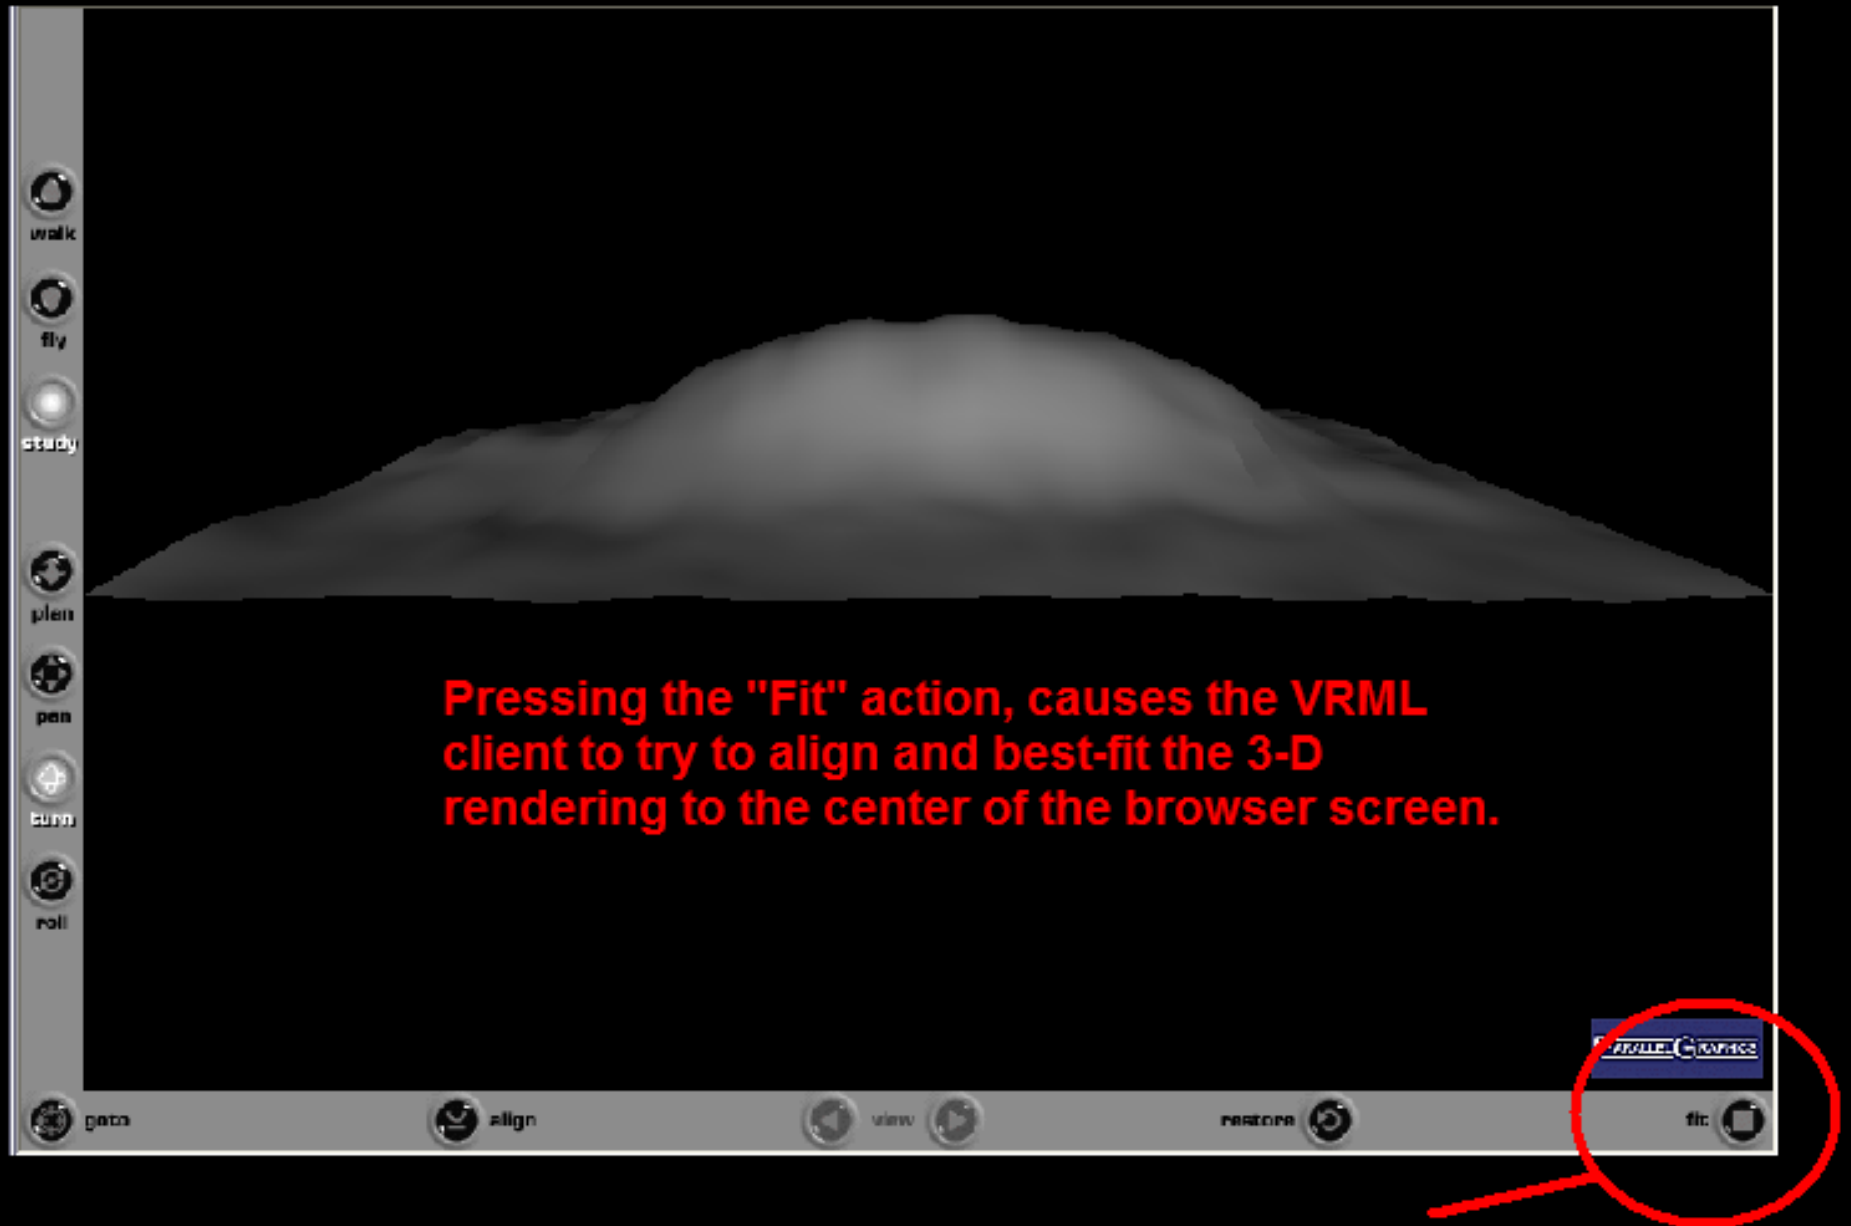 walk
fly
study
plan
pan
turn
roll
Pressing the "Fit" action, causes the VRML
client to try to align and best-fit the 3-D
rendering to the center of the browser screen.
PARALLELGRAPHICS
goto
align
view
restore
fit